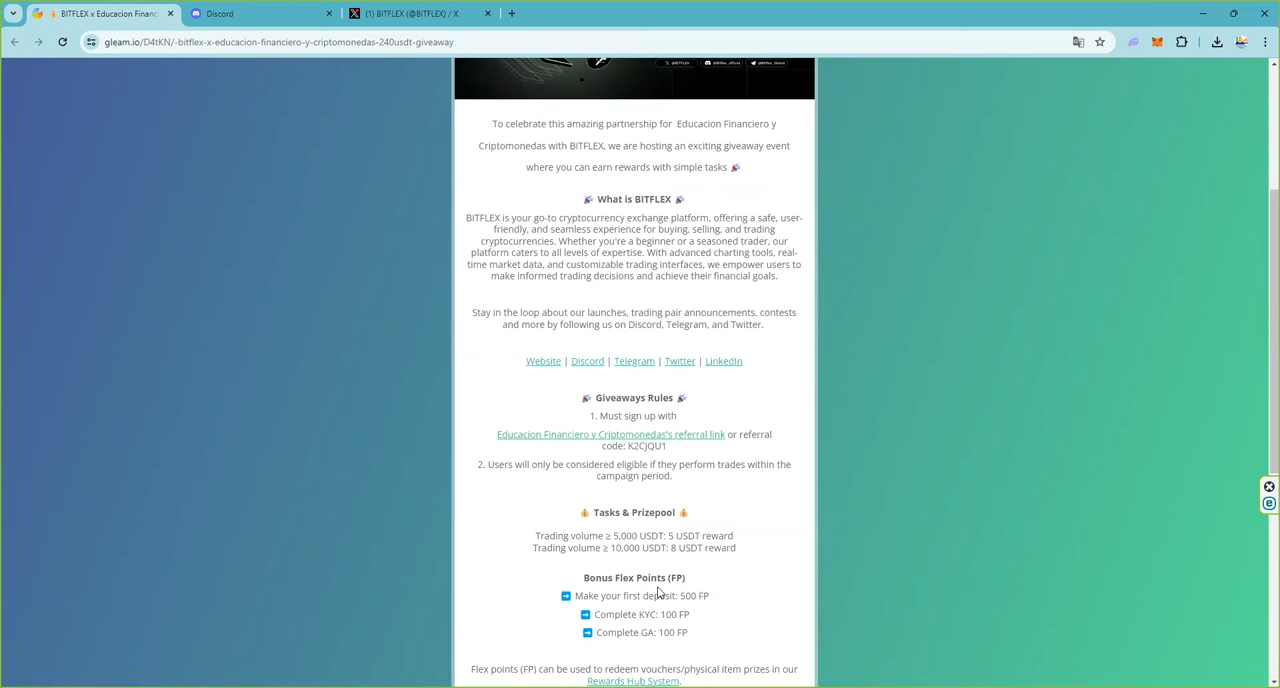 BITFLEX x Educacion Finan
Discord
(1) BITFLEX (@BITFLEX) / X
gleam.io/D4tKN/-bitflex-x-educacion-financiero-y-criptomonedas-240usdt-giveaway
@BITFLEX
@Bitflex_official
@Bitflex_Global
To celebrate this amazing partnership for Educacion Financiero y
Criptomonedas with BITFLEX, we are hosting an exciting giveaway event
where you can earn rewards with simple tasks 🎉
🎉 What is BITFLEX 🎉
BITFLEX is your go-to cryptocurrency exchange platform, offering a safe, user-
friendly, and seamless experience for buying, selling, and trading
cryptocurrencies. Whether you're a beginner or a seasoned trader, our
platform caters to all levels of expertise. With advanced charting tools, real-
time market data, and customizable trading interfaces, we empower users to
make informed trading decisions and achieve their financial goals.
Stay in the loop about our launches, trading pair announcements, contests
and more by following us on Discord, Telegram, and Twitter.
Website | Discord | Telegram | Twitter | LinkedIn
🎉 Giveaways Rules 🎉
1. Must sign up with
Educacion Financiero y Criptomonedas's referral link or referral
code: K2CJQU1
2. Users will only be considered eligible if they perform trades within the
campaign period.
💰 Tasks & Prizepool 💰
Trading volume ≥ 5,000 USDT: 5 USDT reward
Trading volume ≥ 10,000 USDT: 8 USDT reward
Bonus Flex Points (FP)
➡️ Make your first deposit: 500 FP
➡️ Complete KYC: 100 FP
➡️ Complete GA: 100 FP
Flex points (FP) can be used to redeem vouchers/physical item prizes in our
Rewards Hub System.